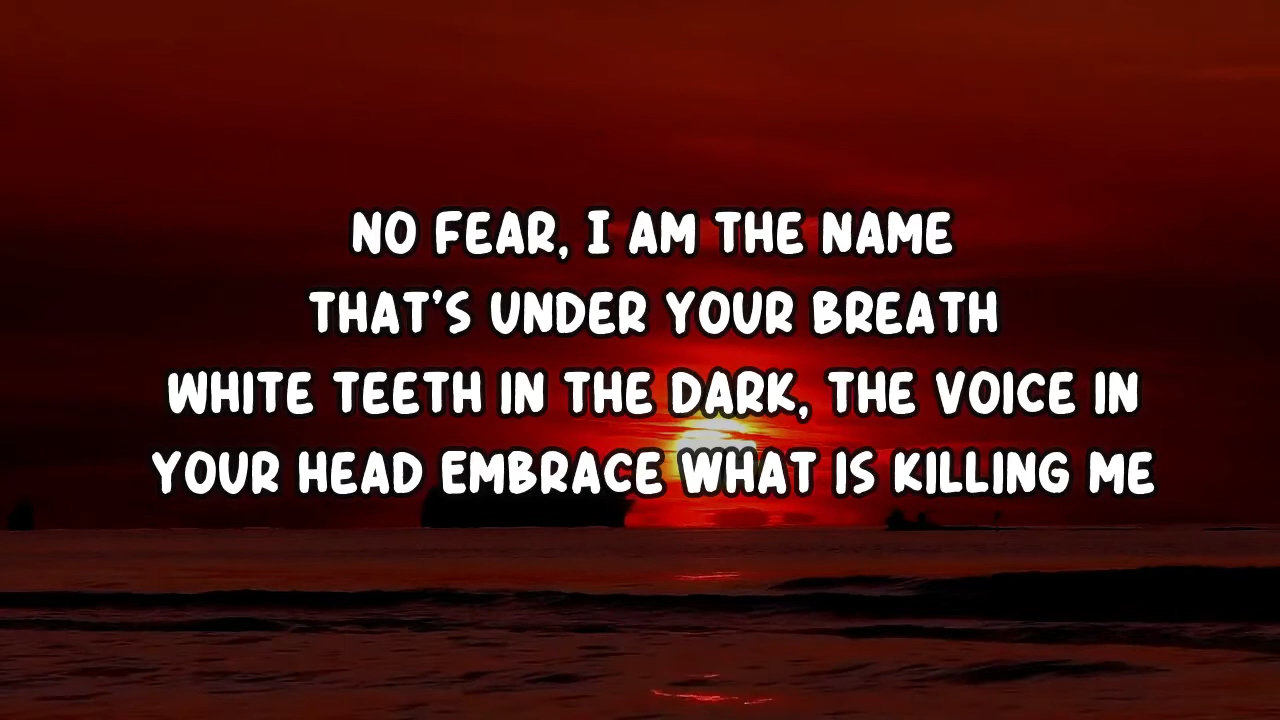 NO FEAR, I AM THE NAME
THAT'S UNDER YOUR BREATH
WHITE TEETH IN THE DARK, THE VOICE IN
YOUR HEAD EMBRACE WHAT IS KILLING ME